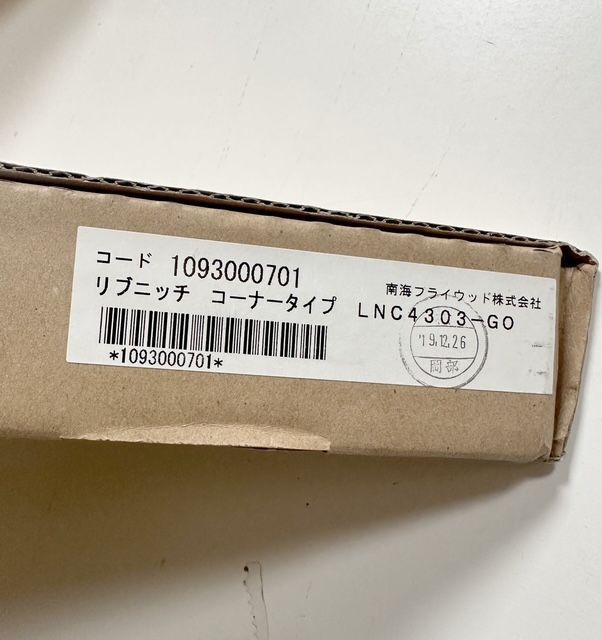 コード 1093000701
南海プライウッド株式会社
リブニッチ コーナータイプ LNC4303-GO
*1093000701*
'19.12.26
岡部